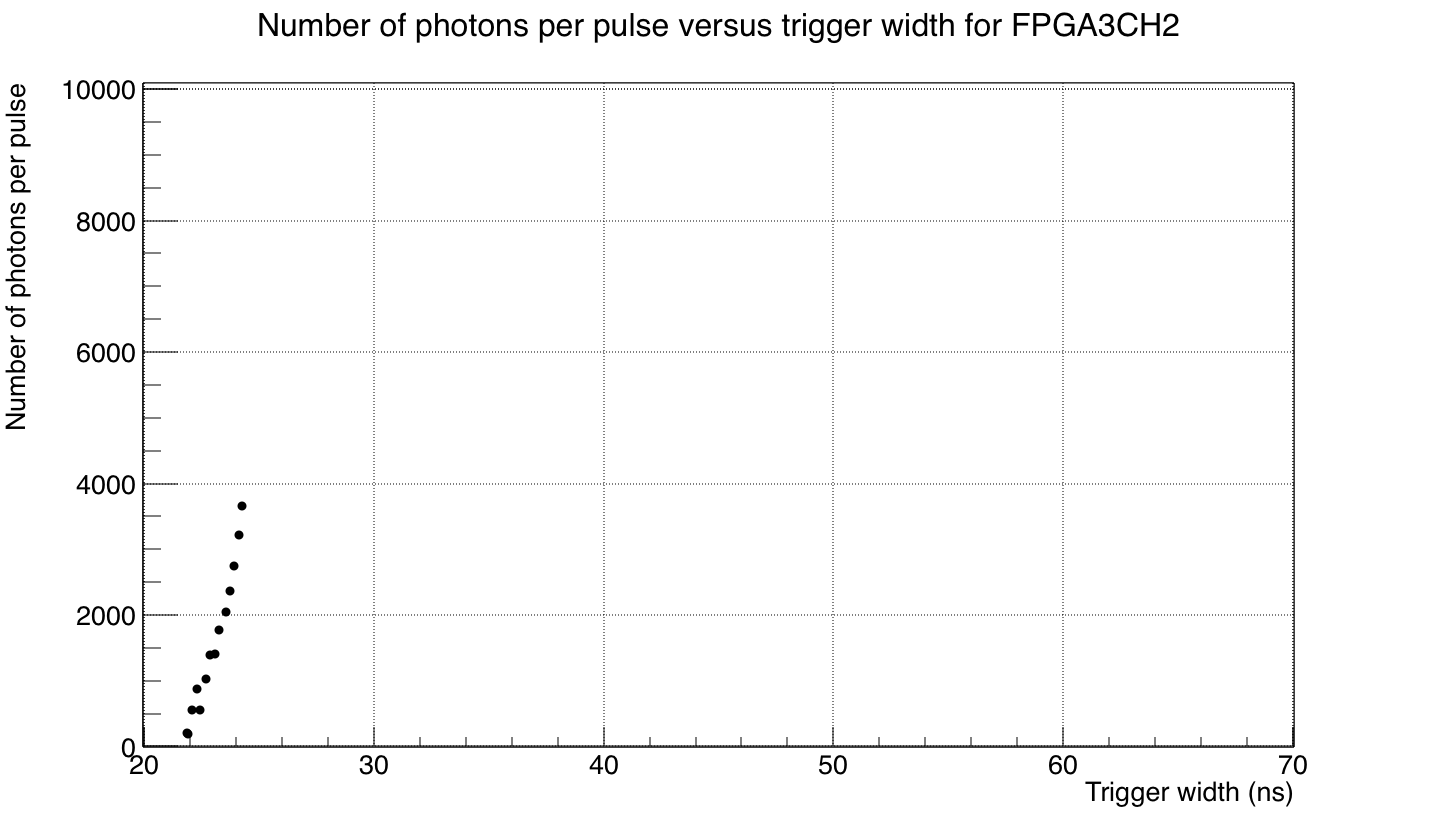 Number of photons per pulse versus trigger width for FPGA3CH2
Number of photons per pulse
10000
8000
6000
4000
2000
0
20 30 40 50 60 70
Trigger width (ns)